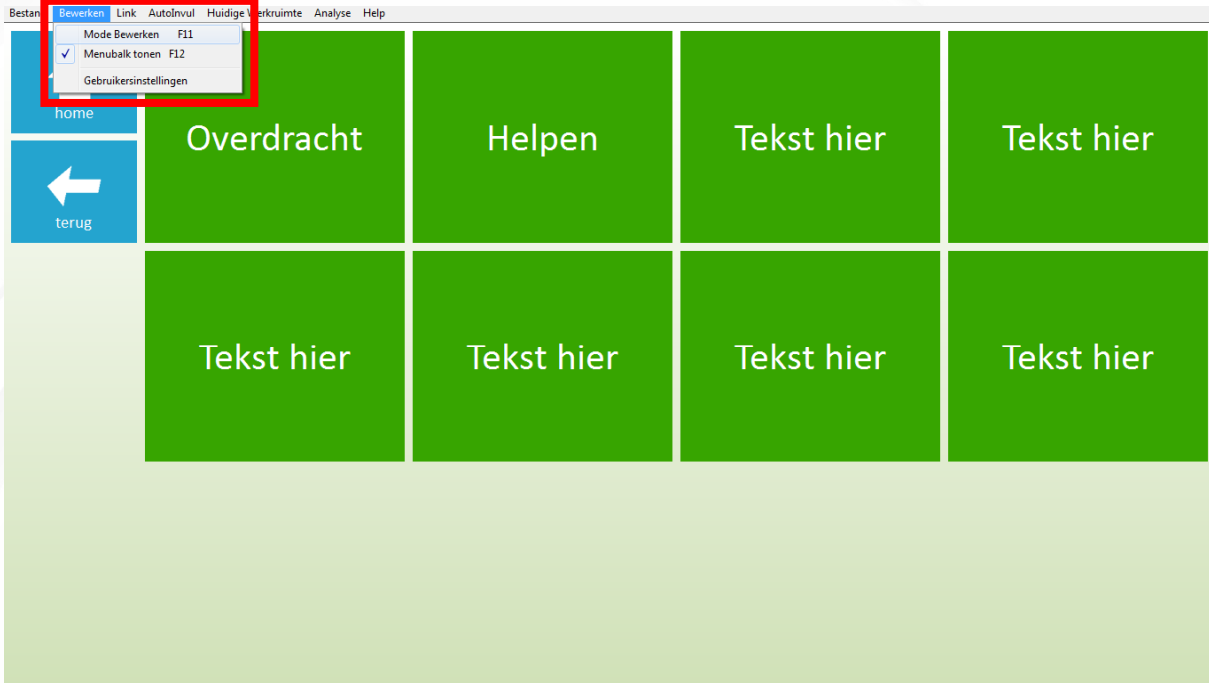 Bestan Bewerken Link AutoInvul Huidige Werkruimte Analyse Help
Mode Bewerken F11
Menubalk tonen F12
Gebruikersinstellingen
home
terug
Overdracht Helpen Tekst hier Tekst hier
Tekst hier Tekst hier Tekst hier Tekst hier